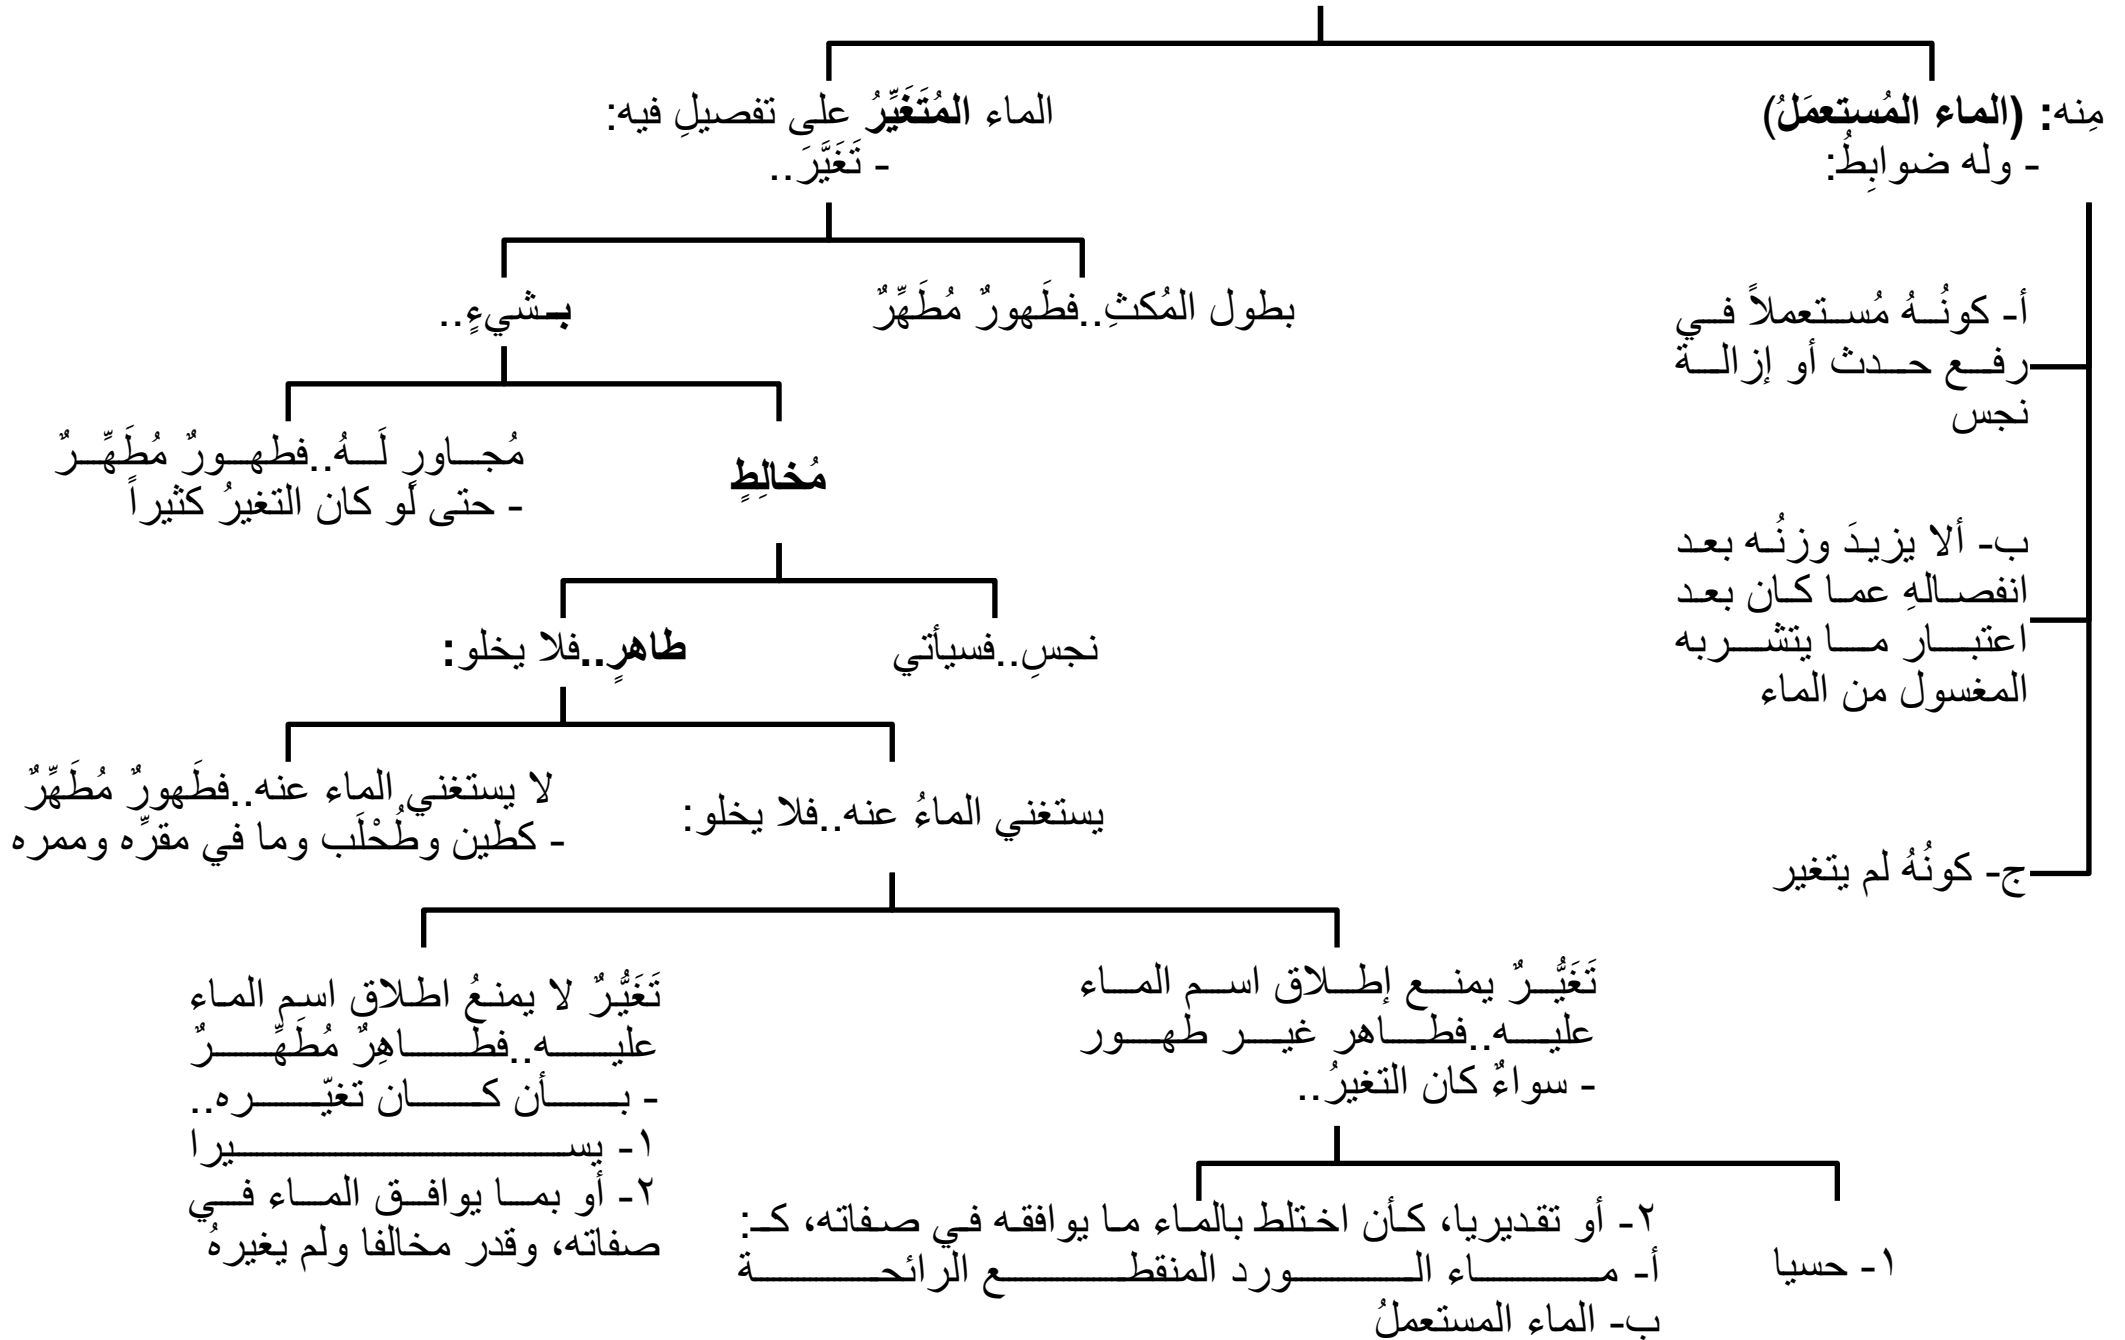 مِنه: (الماء المُستعمَلُ)
- وله ضوابِطُ:
أ- كونُهُ مُستعملاً في
رفع حدث أو إزالة
نجس
ب- ألا يزيدَ وزنُه بعد
انفصالهِ عما كان بعد
اعتبار ما يتشربه
المغسول من الماء
ج- كونُهُ لم يتغير
الماء المُتَغَيِّرُ على تفصيلِ فيه:
- تَغَيَّرَ..
بطول المُكثِ..فطَهورٌ مُطَهِّرٌ
بـشيءٍ..
مُخالِطٍ
مُجاورٍ لَهُ..فطهورٌ مُطَهِّرٌ
- حتى لو كان التغيرُ كثيراً
نجسِ..فسيأتي
طاهرٍ..فلا يخلو:
يستغني الماءُ عنه..فلا يخلو:
لا يستغني الماء عنه..فطَهورٌ مُطَهِّرٌ
- كطين وطُحْلَب وما في مقرِّه وممره
تَغَيُّرٌ يمنع إطلاق اسم الماء
عليه..فطاهر غير طهور
- سواءٌ كان التغيرُ..
١- حسيا
٢- أو تقديريا، كأن اختلط بالماء ما يوافقه في صفاته، كـ:
أ- ماء الورد المنقطع الرائحة
ب- الماء المستعملُ
تَغَيُّرٌ لا يمنعُ اطلاق اسم الماء
عليه..فطاهِرٌ مُطَهِّرٌ
- بأن كان تغيّره..
١- يسيرا
٢- أو بما يوافق الماء في
صفاته، وقدر مخالفا ولم يغيرهُ